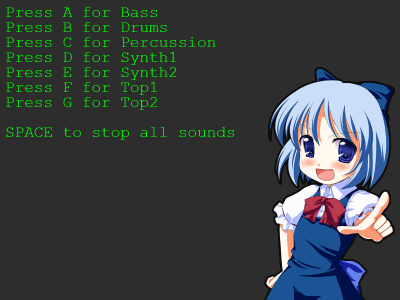 Press A for Bass
Press B for Drums
Press C for Percussion
Press D for Synth1
Press E for Synth2
Press F for Top1
Press G for Top2
SPACE to stop all sounds